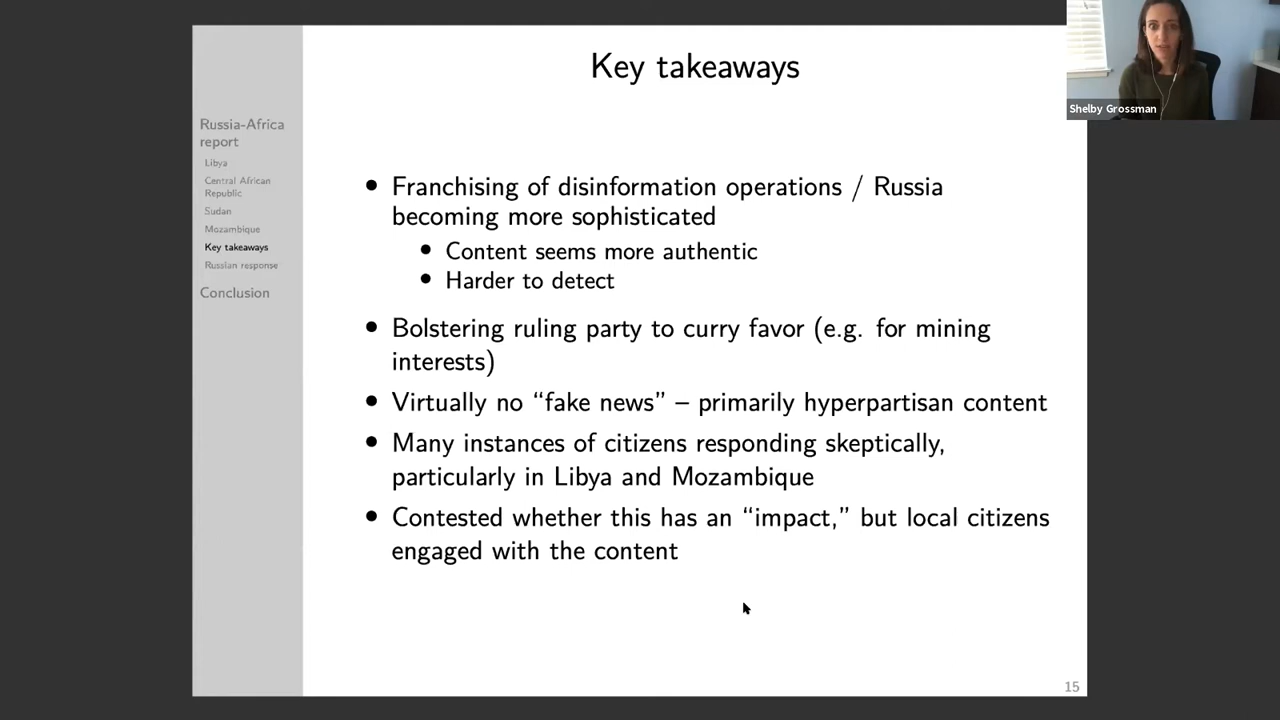 Key takeaways
Russia-Africa
report
Libya
Central African
Republic
Sudan
Mozambique
Key takeaways
Russian response
Conclusion
• Franchising of disinformation operations / Russia
becoming more sophisticated
• Content seems more authentic
• Harder to detect
• Bolstering ruling party to curry favor (e.g. for mining
interests)
• Virtually no “fake news” – primarily hyperpartisan content
• Many instances of citizens responding skeptically,
particularly in Libya and Mozambique
• Contested whether this has an “impact,” but local citizens
engaged with the content
15
Shelby Grossman